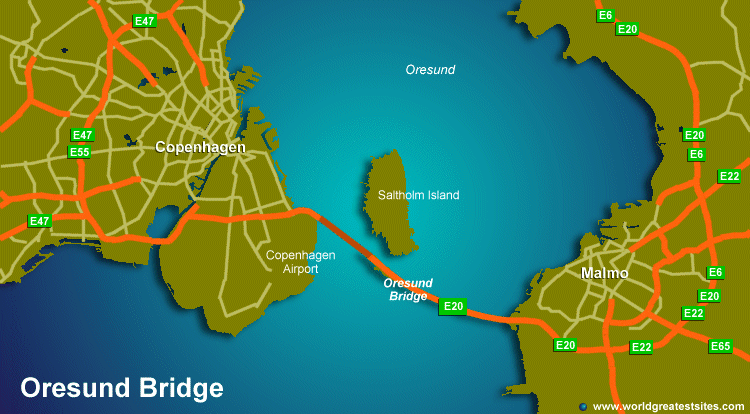 E47
E6
E20
Oresund
E47
E55
Copenhagen
E20
E6
E22
Saltholm Island
E47
Copenhagen
Airport
Malmo
E6
Oresund
Bridge
E20
E20
E22
E20
E22
E65
Oresund Bridge
www.worldgreatestsites.com